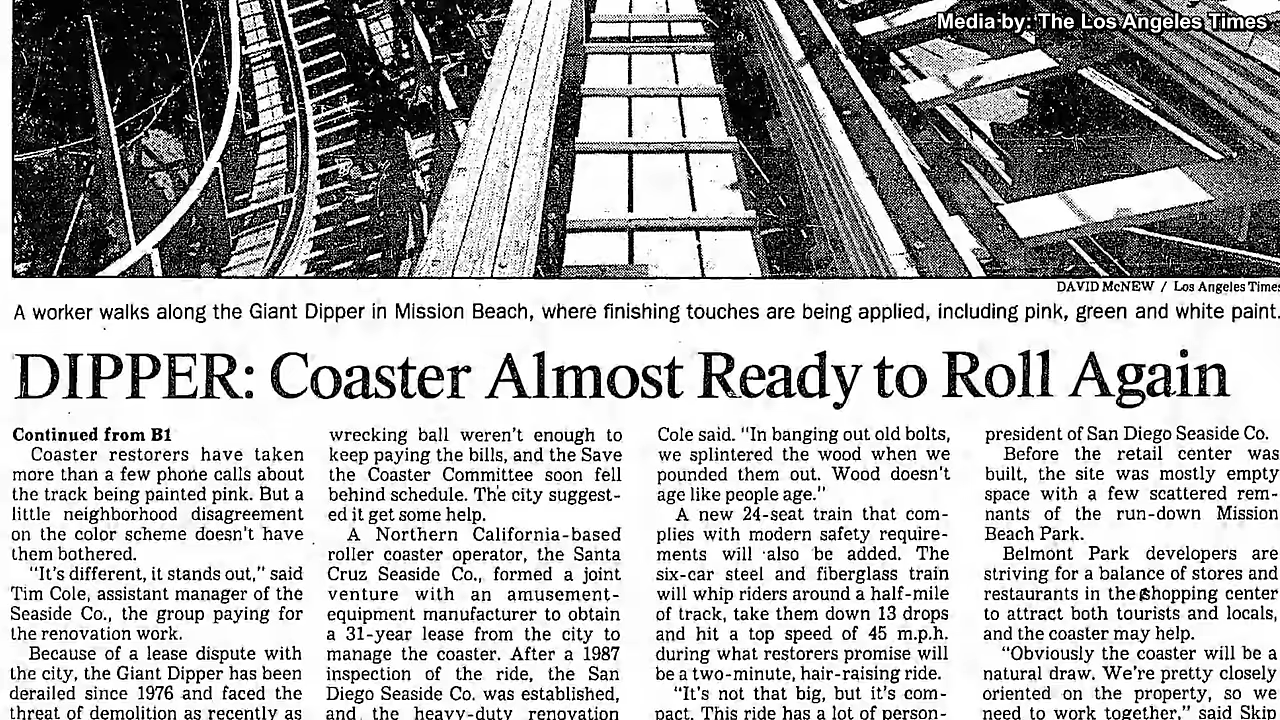 Media by: The Los Angeles Times
DAVID McNEW / Los Angeles Times
A worker walks along the Giant Dipper in Mission Beach, where finishing touches are being applied, including pink, green and white paint.
DIPPER: Coaster Almost Ready to Roll Again
Continued from B1
Coaster restorers have taken
more than a few phone calls about
the track being painted pink. But a
little neighborhood disagreement
on the color scheme doesn't have
them bothered.
"It's different, it stands out," said
Tim Cole, assistant manager of the
Seaside Co., the group paying for
the renovation work.
Because of a lease dispute with
the city, the Giant Dipper has been
derailed since 1976 and faced the
threat of demolition as recently as
wrecking ball weren't enough to
keep paying the bills, and the Save
the Coaster Committee soon fell
behind schedule. The city suggest-
ed it get some help.
A Northern California-based
roller coaster operator, the Santa
Cruz Seaside Co., formed a joint
venture with an amusement-
equipment manufacturer to obtain
a 31-year lease from the city to
manage the coaster. After a 1987
inspection of the ride, the San
Diego Seaside Co. was established,
and the heavy-duty renovation
Cole said. "In banging out old bolts,
we splintered the wood when we
pounded them out. Wood doesn't
age like people age."
A new 24-seat train that com-
plies with modern safety require-
ments will also be added. The
six-car steel and fiberglass train
will whip riders around a half-mile
of track, take them down 13 drops
and hit a top speed of 45 m.p.h.
during what restorers promise will
be a two-minute, hair-raising ride.
"It's not that big, but it's com-
pact. This ride has a lot of person-
president of San Diego Seaside Co.
Before the retail center was
built, the site was mostly empty
space with a few scattered rem-
nants of the run-down Mission
Beach Park.
Belmont Park developers are
striving for a balance of stores and
restaurants in the shopping center
to attract both tourists and locals,
and the coaster may help.
"Obviously the coaster will be a
natural draw. We're pretty closely
oriented on the property, so we
need to work together," said Skip